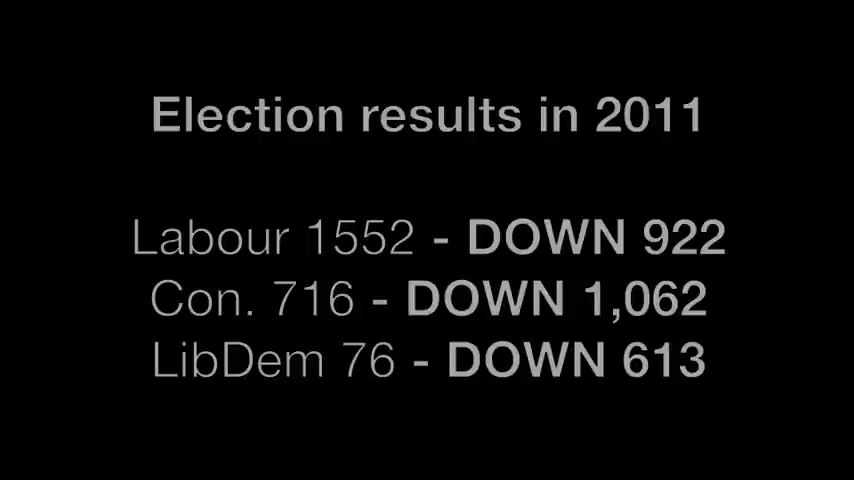 Election results in 2011
Labour 1552 - DOWN 922
Con. 716 - DOWN 1,062
LibDem 76 - DOWN 613